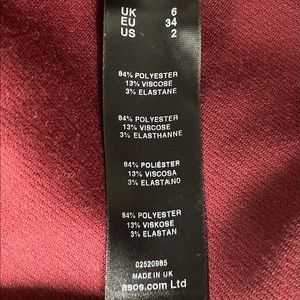 UK 6
EU 34
US 2
84% POLYESTER
13% VISCOSE
3% ELASTANE
84% POLYESTER
13% VISCOSE
3% ELASTHANNE
84% POLIÉSTER
13% VISCOSA
3% ELASTANO
84% POLYESTER
13% VISKOSE
3% ELASTAN
02520985
MADE IN UK
asos.com Ltd